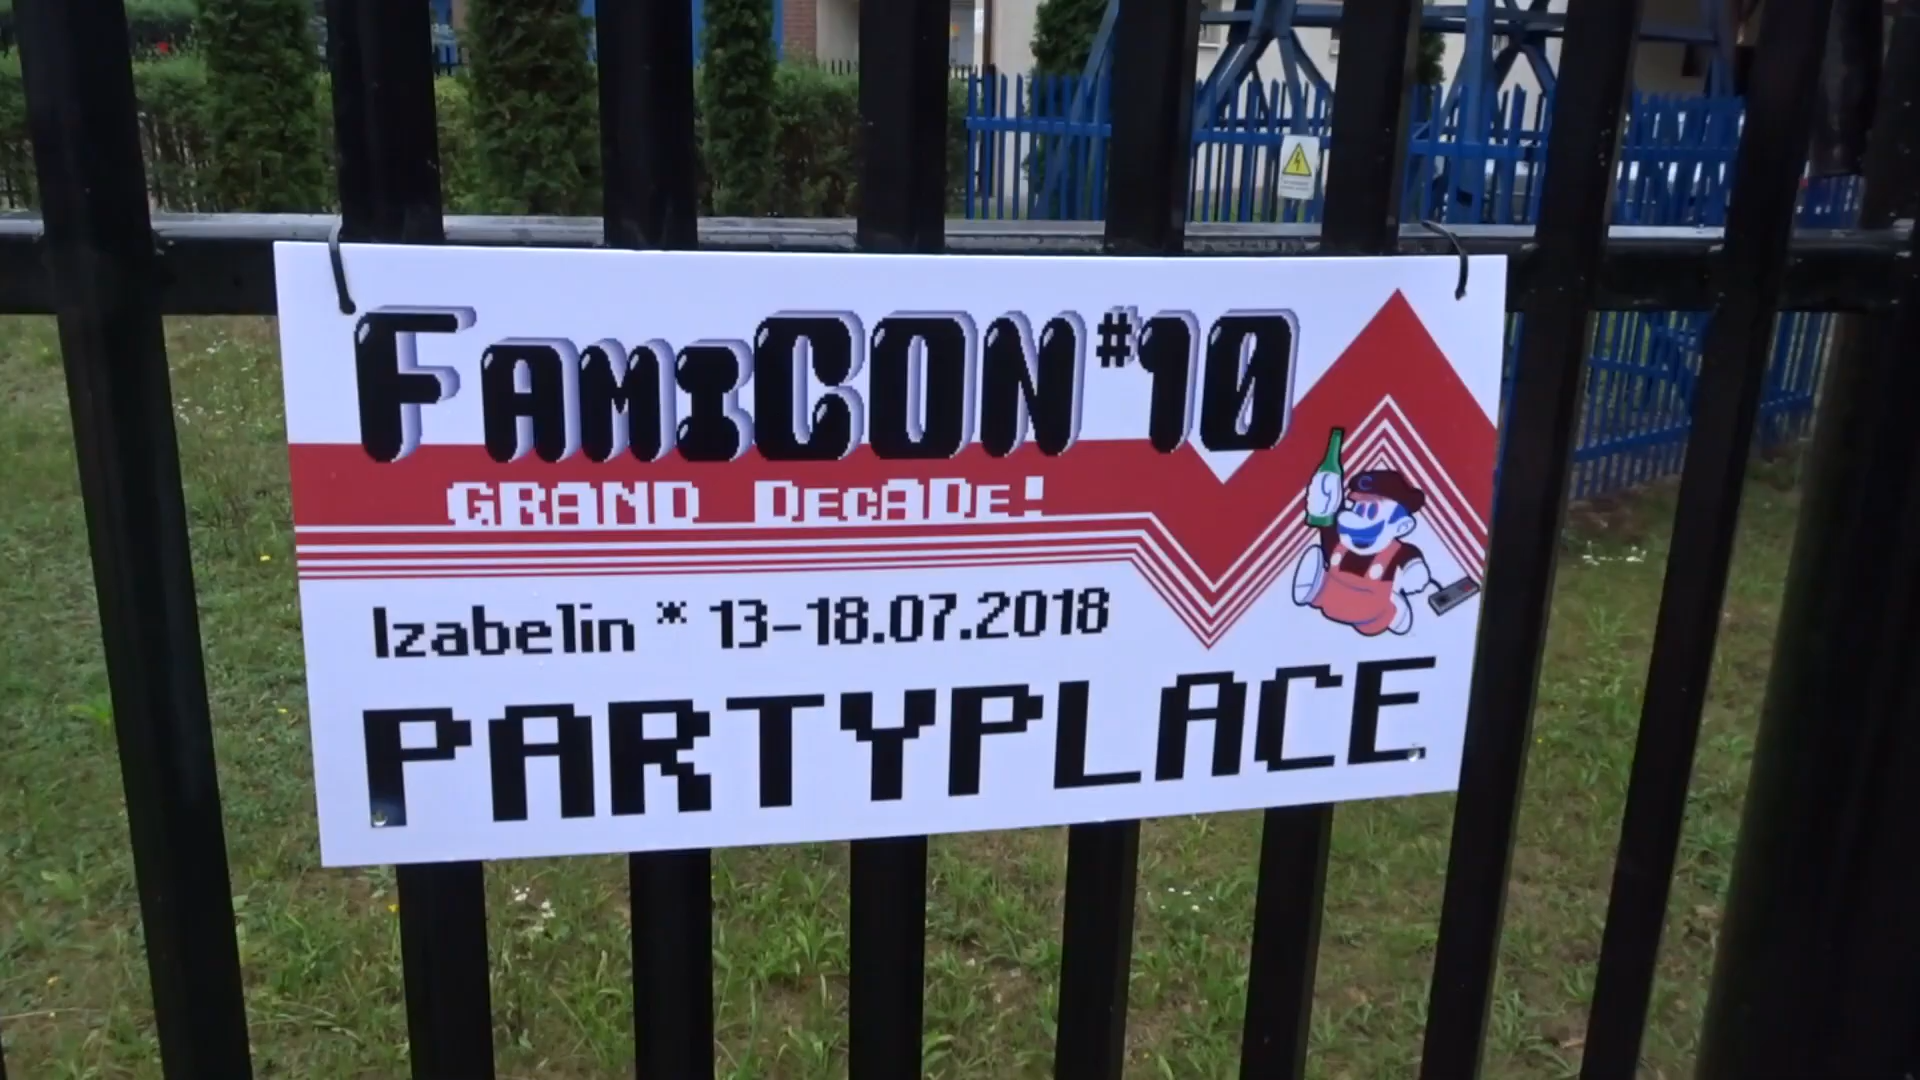 FamiCON #10
GRAND DecADe!
Izabelin * 13-18.07.2018
PARTYPLACE
C